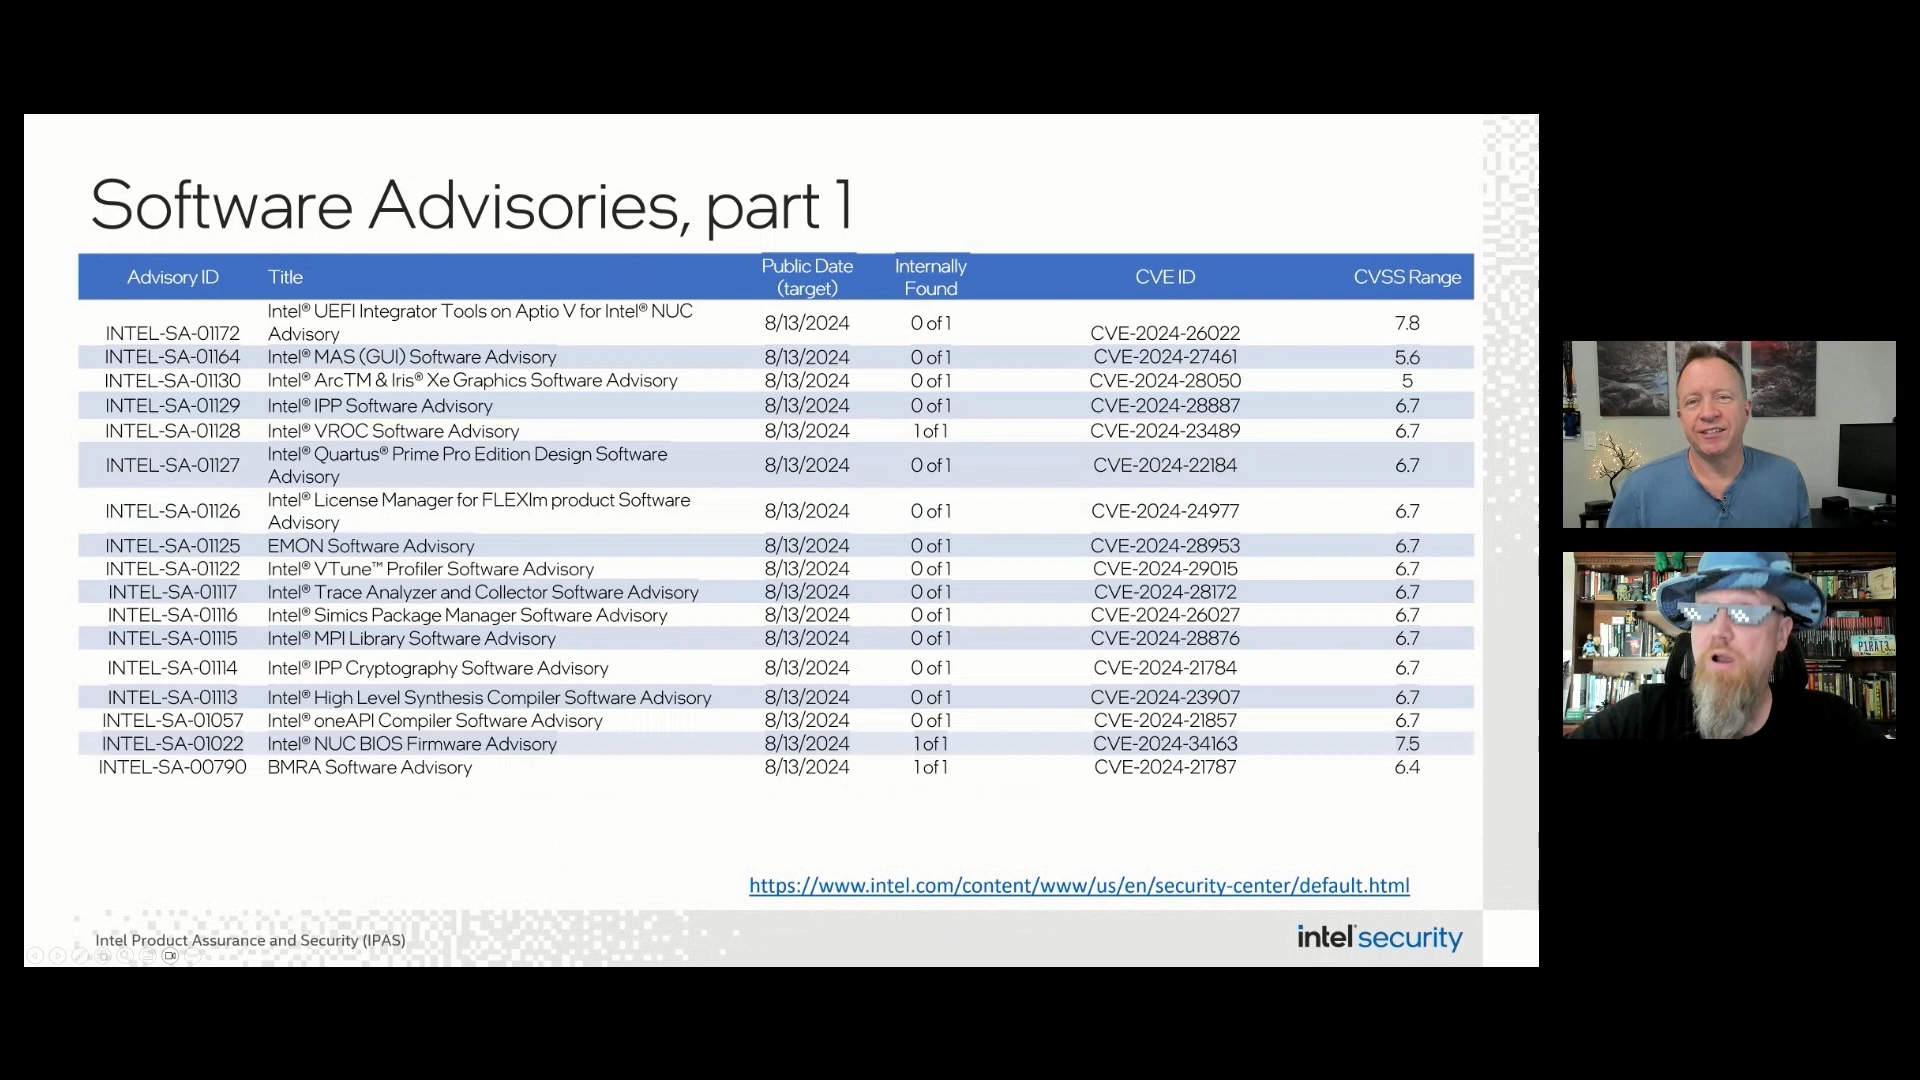 Software Advisories, part 1
Advisory ID Title Public Date (target) Internally Found CVE ID CVSS Range
INTEL-SA-01172 Intel® UEFI Integrator Tools on Aptio V for Intel® NUC Advisory 8/13/2024 0 of 1 CVE-2024-26022 7.8
INTEL-SA-01164 Intel® MAS (GUI) Software Advisory 8/13/2024 0 of 1 CVE-2024-27461 5.6
INTEL-SA-01130 Intel® ArcTM & Iris® Xe Graphics Software Advisory 8/13/2024 0 of 1 CVE-2024-28050 5
INTEL-SA-01129 Intel® IPP Software Advisory 8/13/2024 0 of 1 CVE-2024-28887 6.7
INTEL-SA-01128 Intel® VROC Software Advisory 8/13/2024 1 of 1 CVE-2024-23489 6.7
INTEL-SA-01127 Intel® Quartus® Prime Pro Edition Design Software Advisory 8/13/2024 0 of 1 CVE-2024-22184 6.7
INTEL-SA-01126 Intel® License Manager for FLEXlm product Software Advisory 8/13/2024 0 of 1 CVE-2024-24977 6.7
INTEL-SA-01125 EMON Software Advisory 8/13/2024 0 of 1 CVE-2024-28953 6.7
INTEL-SA-01122 Intel® VTune™ Profiler Software Advisory 8/13/2024 0 of 1 CVE-2024-29015 6.7
INTEL-SA-01117 Intel® Trace Analyzer and Collector Software Advisory 8/13/2024 0 of 1 CVE-2024-28172 6.7
INTEL-SA-01116 Intel® Simics Package Manager Software Advisory 8/13/2024 0 of 1 CVE-2024-26027 6.7
INTEL-SA-01115 Intel® MPI Library Software Advisory 8/13/2024 0 of 1 CVE-2024-28876 6.7
INTEL-SA-01114 Intel® IPP Cryptography Software Advisory 8/13/2024 0 of 1 CVE-2024-21784 6.7
INTEL-SA-01113 Intel® High Level Synthesis Compiler Software Advisory 8/13/2024 0 of 1 CVE-2024-23907 6.7
INTEL-SA-01057 Intel® oneAPI Compiler Software Advisory 8/13/2024 0 of 1 CVE-2024-21857 6.7
INTEL-SA-01022 Intel® NUC BIOS Firmware Advisory 8/13/2024 1 of 1 CVE-2024-34163 7.5
INTEL-SA-00790 BMRA Software Advisory 8/13/2024 1 of 1 CVE-2024-21787 6.4
https://www.intel.com/content/www/us/en/security-center/default.html
Intel Product Assurance and Security (IPAS)
intel security
P1RAT3